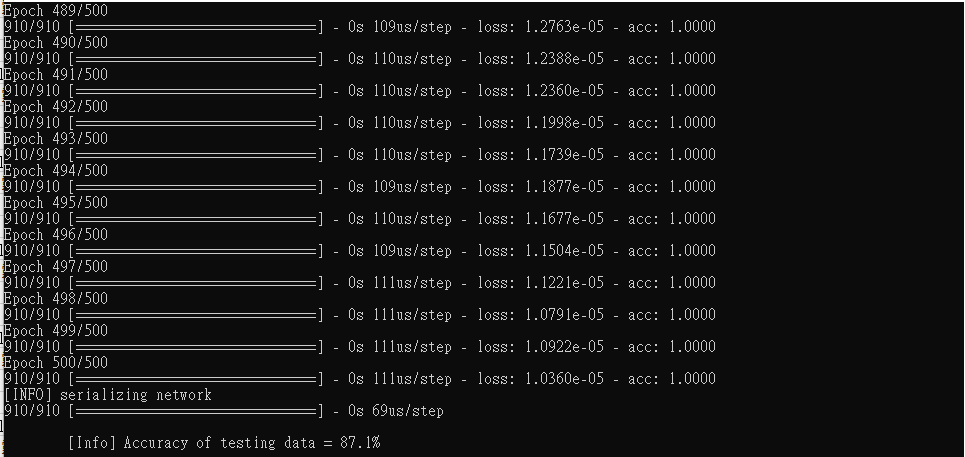 Epoch 489/500
910/910 [==============================] - 0s 109us/step - loss: 1.2763e-05 - acc: 1.0000
Epoch 490/500
910/910 [==============================] - 0s 110us/step - loss: 1.2388e-05 - acc: 1.0000
Epoch 491/500
910/910 [==============================] - 0s 110us/step - loss: 1.2360e-05 - acc: 1.0000
Epoch 492/500
910/910 [==============================] - 0s 110us/step - loss: 1.1998e-05 - acc: 1.0000
Epoch 493/500
910/910 [==============================] - 0s 110us/step - loss: 1.1739e-05 - acc: 1.0000
Epoch 494/500
910/910 [==============================] - 0s 109us/step - loss: 1.1877e-05 - acc: 1.0000
Epoch 495/500
910/910 [==============================] - 0s 110us/step - loss: 1.1677e-05 - acc: 1.0000
Epoch 496/500
910/910 [==============================] - 0s 109us/step - loss: 1.1504e-05 - acc: 1.0000
Epoch 497/500
910/910 [==============================] - 0s 111us/step - loss: 1.1221e-05 - acc: 1.0000
Epoch 498/500
910/910 [==============================] - 0s 111us/step - loss: 1.0791e-05 - acc: 1.0000
Epoch 499/500
910/910 [==============================] - 0s 111us/step - loss: 1.0922e-05 - acc: 1.0000
Epoch 500/500
910/910 [==============================] - 0s 111us/step - loss: 1.0360e-05 - acc: 1.0000
[INFO] serializing network
910/910 [==============================] - 0s 69us/step
[Info] Accuracy of testing data = 87.1%